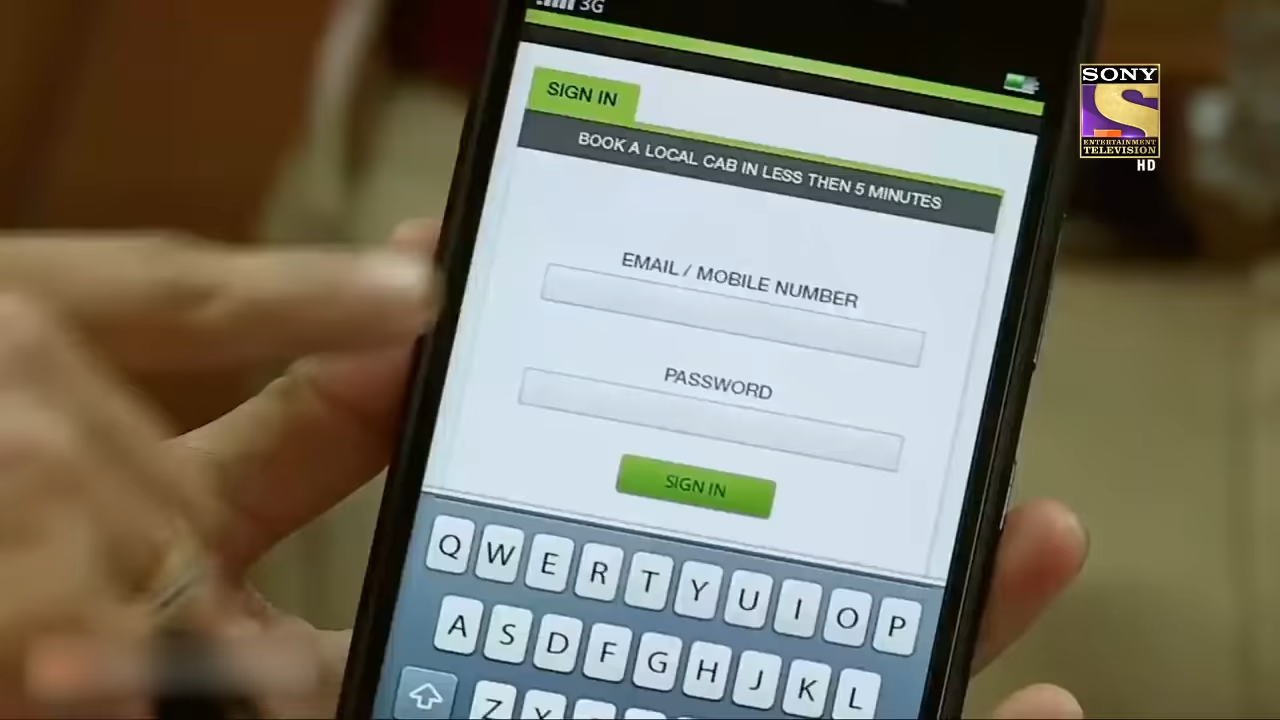 3G
SONY
S
ENTERTAINMENT
TELEVISION
HD
SIGN IN
BOOK A LOCAL CAB IN LESS THEN 5 MINUTES
EMAIL / MOBILE NUMBER
PASSWORD
SIGN IN
Q W E R T Y U I O P
A S D F G H J K L
Z X